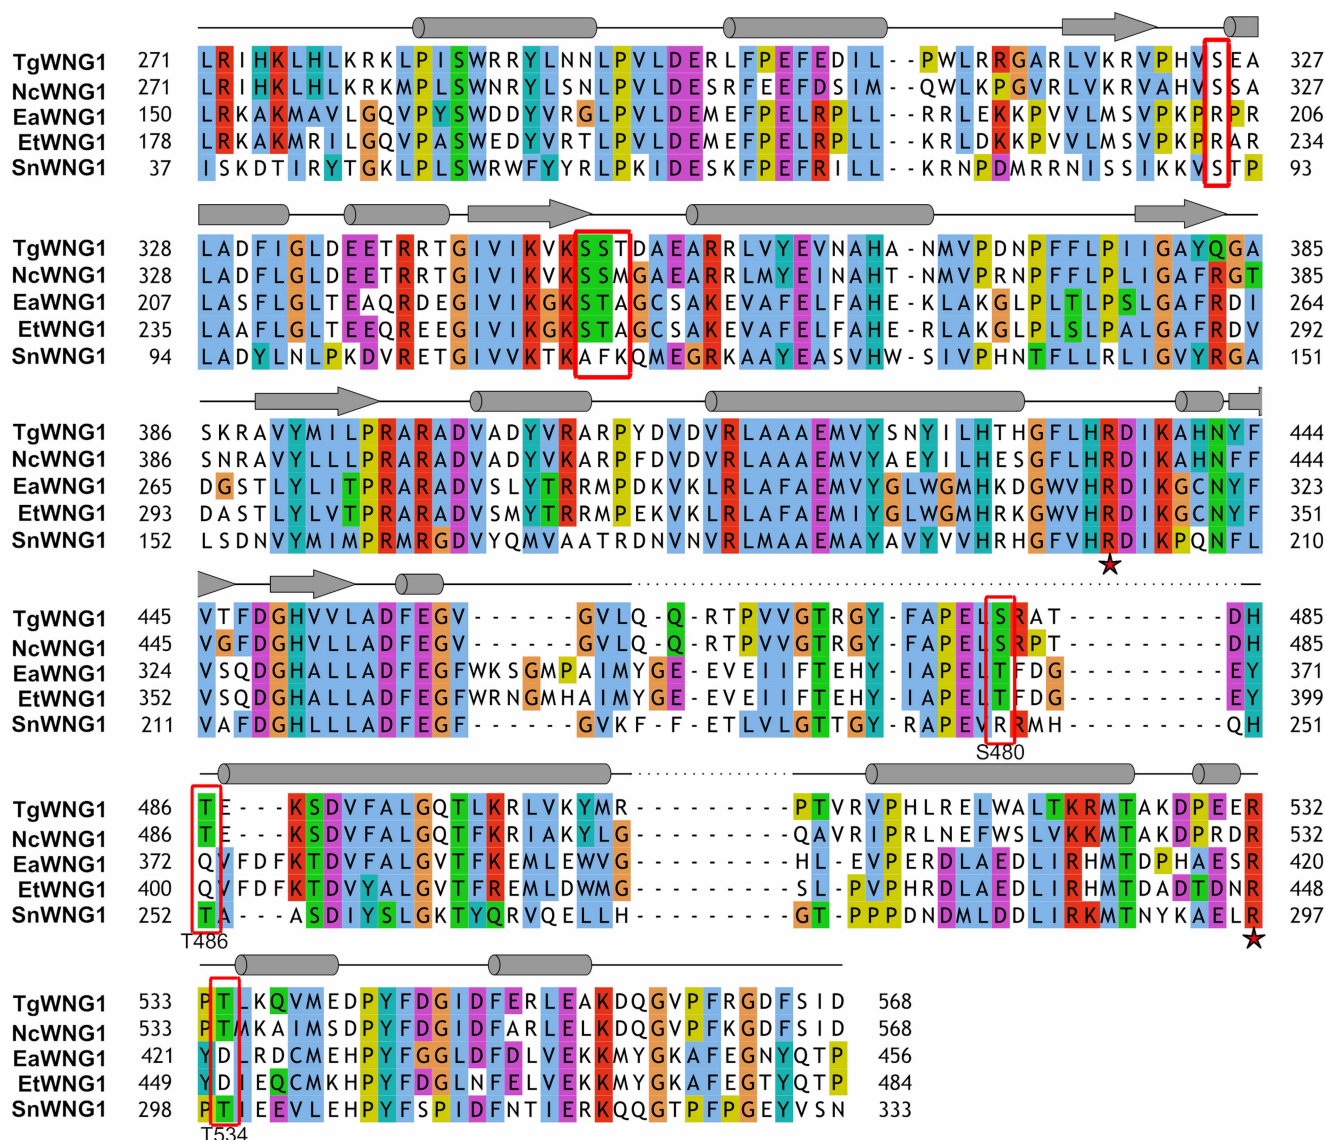 TgWNG1 271 LRIHKLHLKRKLPISWRRYLNNLPVLDERLFPEFEDIL--PWLRRGARLVKRVPHVSEA 327
NcWNG1 271 LRIHKLHLKRKMPLSWNRYLSNLPVLDESRFEEFDSIM--QWLKPGVRLVKRVAHVSSA 327
EaWNG1 150 LRKAKMAVLGQVPYSWDDYVRGLPVLDEMEFPELRPLL--RRLEKKPVVLMSVPKPRPR 206
EtWNG1 178 LRKAKMRILGQVPASWEDYVRTLPVLDEMEFPELRPLL--KRLDKKPVVLMSVPKPRAR 234
SnWNG1 37 ISKDTIRYTGKLPLSWRWFYYRLPKIDESKFPEFRILL--KRNPDMRRNISSIKKVSTP 93
TgWNG1 328 LADFIGLDEETRRTGIVIKVKSSTDAEARRLVYEVNAHA-NMVPDNPFFLPIIGAYQGA 385
NcWNG1 328 LADFLGLDEETRRTGIVIKVKSSMGAEARRLMYEINAHT-NMVPRNPFFLPLIGAFRGT 385
EaWNG1 207 LASFLGLTEAQRDEGIVIKGKSTAGCSAKEVAFELFAHE-KLAKGLPLTLPSLGAFRDI 264
EtWNG1 235 LAAFLGLTEEQREEGIVIKGKSTAGCSAKEVAFELFAHE-RLAKGLPLSLPALGAFRDV 292
SnWNG1 94 LADYLNLPKDVRETGIVVKTKAFKQMEGRKAAYEASVHW-SIVPHNTFLLRLIGVYRGA 151
TgWNG1 386 SKRAVYMILPRARADVADYVRARPYDVDVRLAAAEMVYSNYILHTHGFLHRDIKAHNYF 444
NcWNG1 386 SNRAVYLLLPRARADVADYVKARPFDVDVRLAAAEMVYAEYILHESGFLHRDIKAHNFF 444
EaWNG1 265 DGSTLYLITPRARADVSLYTRRMPDKVKLRLAFAEMVYGLWGMHKDGWVHRDIKGCNYF 323
EtWNG1 293 DASTLYLVTPRARADVSMYTRRMPEKVKLRLAFAEMIYGLWGMHRKGWVHRDIKGCNYF 351
SnWNG1 152 LSDNVYMIMPRMRGDVYQMVAATRDNVNVRLMAAEMAYAVYVVHRHGFVHRDIKPQNFL 210
TgWNG1 445 VTFDGHVVLADFEGV------GVLQ-Q-RTPVVGTRGY-FAPELSRAT---------DH 485
NcWNG1 445 VGFDGHVLLADFEGV------GVLQ-Q-RTPVVGTRGY-FAPELSRPT---------DH 485
EaWNG1 324 VSQDGHALLADFEGFWKSGMPAIMYGE-EVEIIFTEHY-IAPELTFDG---------EY 371
EtWNG1 352 VSQDGHALLADFEGFWRNGMHAIMYGE-EVEIIFTEHY-IAPELTFDG---------EY 399
SnWNG1 211 VAFDGHLLLADFEGF------GVKF-F-ETLVLGTTGY-RAPEVRRMH---------QH 251
S480
TgWNG1 486 TE---KSDVFALGQTLKRLVKYMR---------PTVRVPHLRELWALTKRMTAKDPEER 532
NcWNG1 486 TE---KSDVFALGQTFKRIAKYLG---------QAVRIPRLNEFWSLVKKMTAKDPRDR 532
EaWNG1 372 QVFDFKTDVFALGVTFKEMLEWVG---------HL-EVPERDLAEDLIRHMTDPHAESR 420
EtWNG1 400 QVFDFKTDVYALGVTFREMLDWMG---------SL-PVPHRDLAEDLIRHMTDADTDNR 448
SnWNG1 252 TA---ASDIYSLGKTYQRVQELLH---------GT-PPPDNDMLDDLIRKMTNYKAELR 297
T486
TgWNG1 533 PTLKQVMEDPYFDGIDFERLEAKDQGVPFRGDFSID 568
NcWNG1 533 PTMKAIMSDPYFDGIDFARLELKDQGVPFKGDFSID 568
EaWNG1 421 YDLRDCMEHPYFGGLDFDLVEKKMYGKAFEGNYQTP 456
EtWNG1 449 YDIEQCMKHPYFDGLNFELVEKKMYGKAFEGTYQTP 484
SnWNG1 298 PTIEEVLEHPYFSPIDFNTIERKQQGTPFPGEYVSN 333
T534